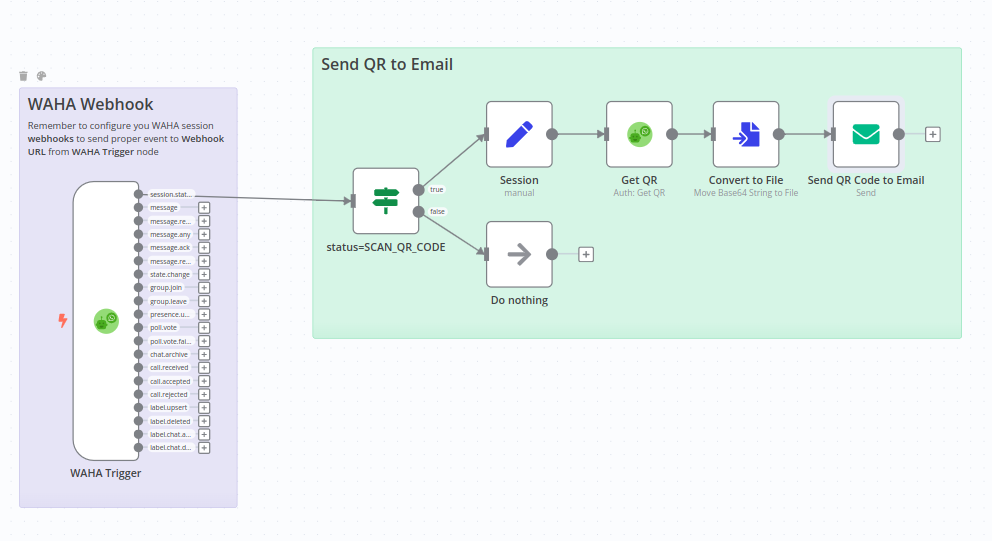 Send QR to Email
WAHA Webhook
Remember to configure you WAHA session
webhooks to send proper event to Webhook
URL from WAHA Trigger node
session.stat...
message
message.re...
message.any
message.ack
message.re...
state.change
group.join
group.leave
presence.u...
poll.vote
poll.vote.fai...
chat.archive
call.received
call.accepted
call.rejected
label.upsert
label.deleted
label.chat.a...
label.chat.d...
WAHA Trigger
true
false
status=SCAN_QR_CODE
Session
manual
Get QR
Auth: Get QR
Convert to File
Move Base64 String to File
Send QR Code to Email
Send
Do nothing